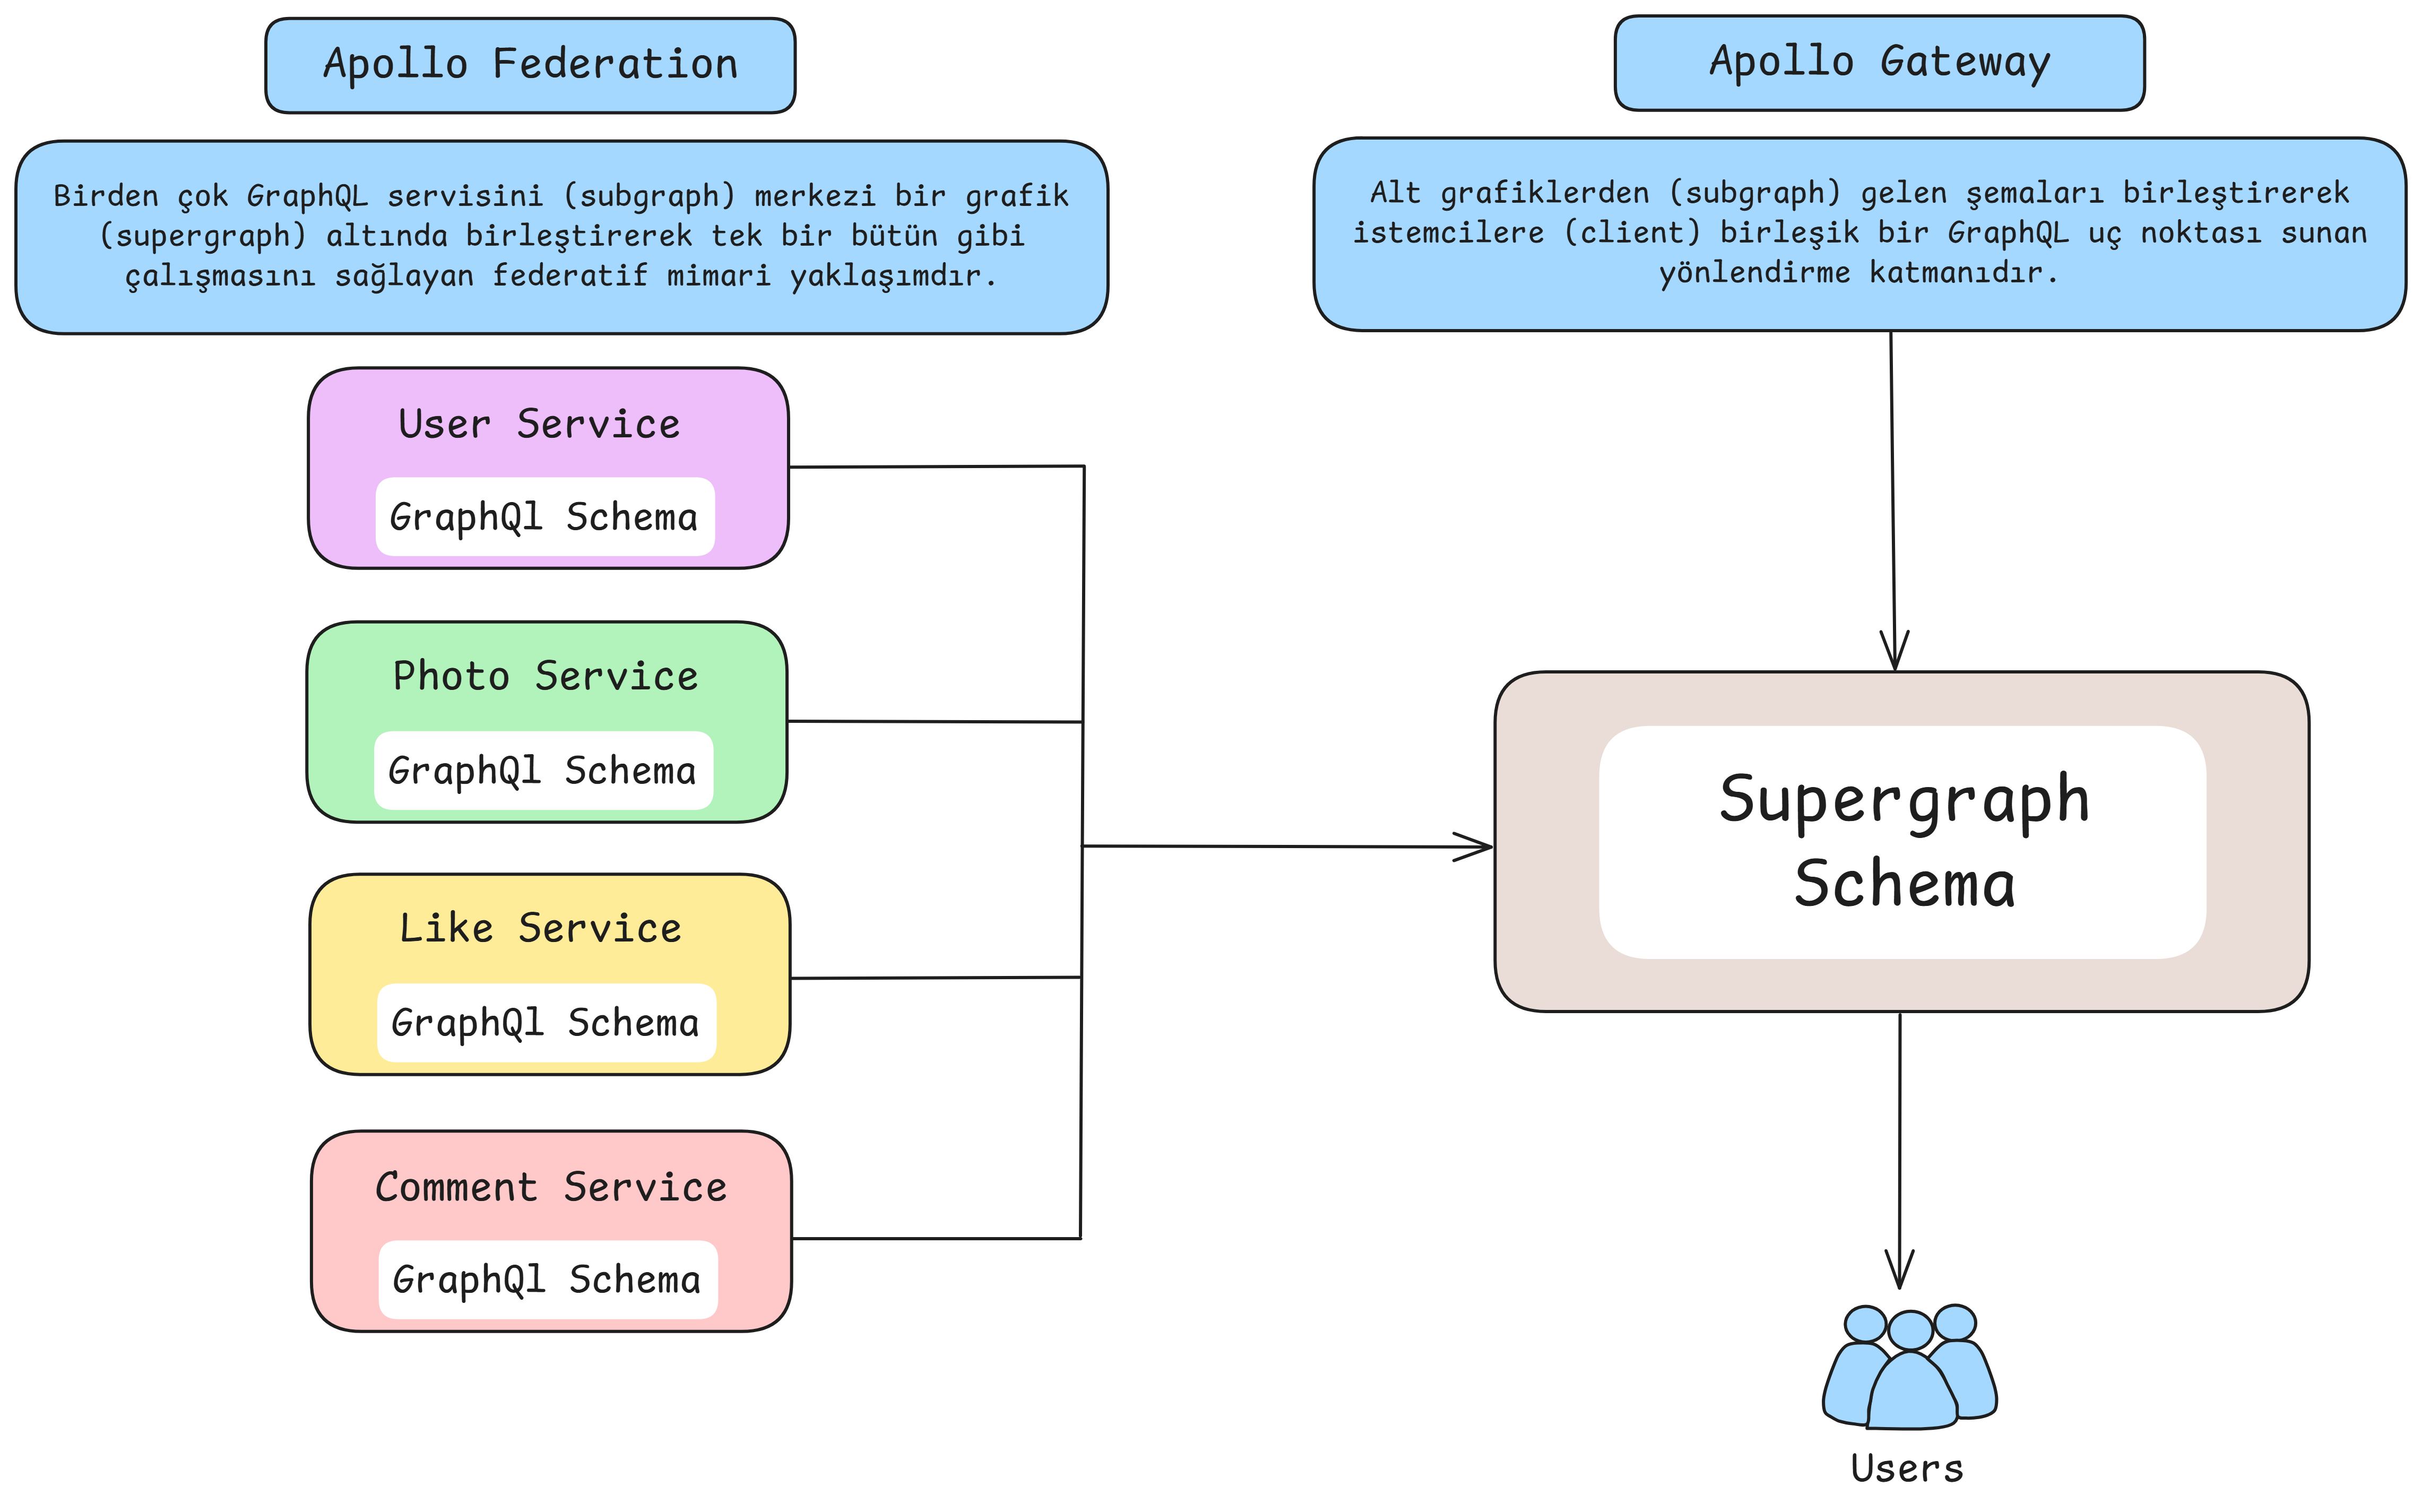 Apollo Federation
Birden çok GraphQL servisini (subgraph) merkezi bir grafik
(supergraph) altında birleştirerek tek bir bütün gibi
çalışmasını sağlayan federatif mimari yaklaşımdır.
User Service
GraphQl Schema
Photo Service
GraphQl Schema
Like Service
GraphQl Schema
Comment Service
GraphQl Schema
Apollo Gateway
Alt grafiklerden (subgraph) gelen şemaları birleştirerek
istemcilere (client) birleşik bir GraphQL uç noktası sunan
yönlendirme katmanıdır.
Supergraph
Schema
Users